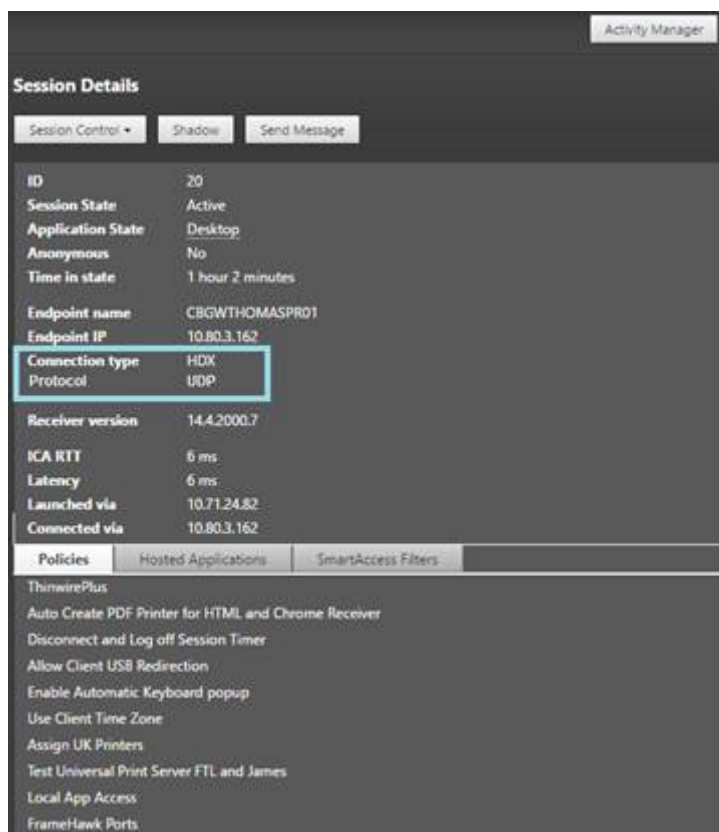 Activity Manager
Session Details
Session Control Shadow Send Message
ID 20
Session State Active
Application State Desktop
Anonymous No
Time in state 1 hour 2 minutes
Endpoint name CBGWTHOMASPR01
Endpoint IP 10.80.3.162
Connection type HDX
Protocol UDP
Receiver version 14.4.2000.7
ICA RTT 6 ms
Latency 6 ms
Launched via 10.71.24.82
Connected via 10.80.3.162
Policies Hosted Applications SmartAccess Filters
ThinwirePlus
Auto Create PDF Printer for HTML and Chrome Receiver
Disconnect and Log off Session Timer
Allow Client USB Redirection
Enable Automatic Keyboard popup
Use Client Time Zone
Assign UK Printers
Test Universal Print Server FTL and James
Local App Access
FrameHawk Ports